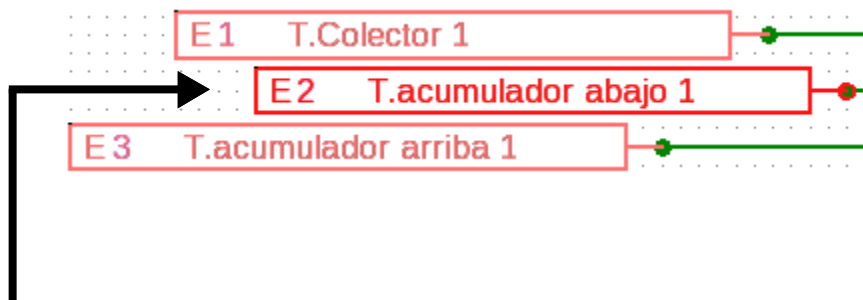 E1 T.Colector 1
E2 T.acumulador abajo 1
E3 T.acumulador arriba 1